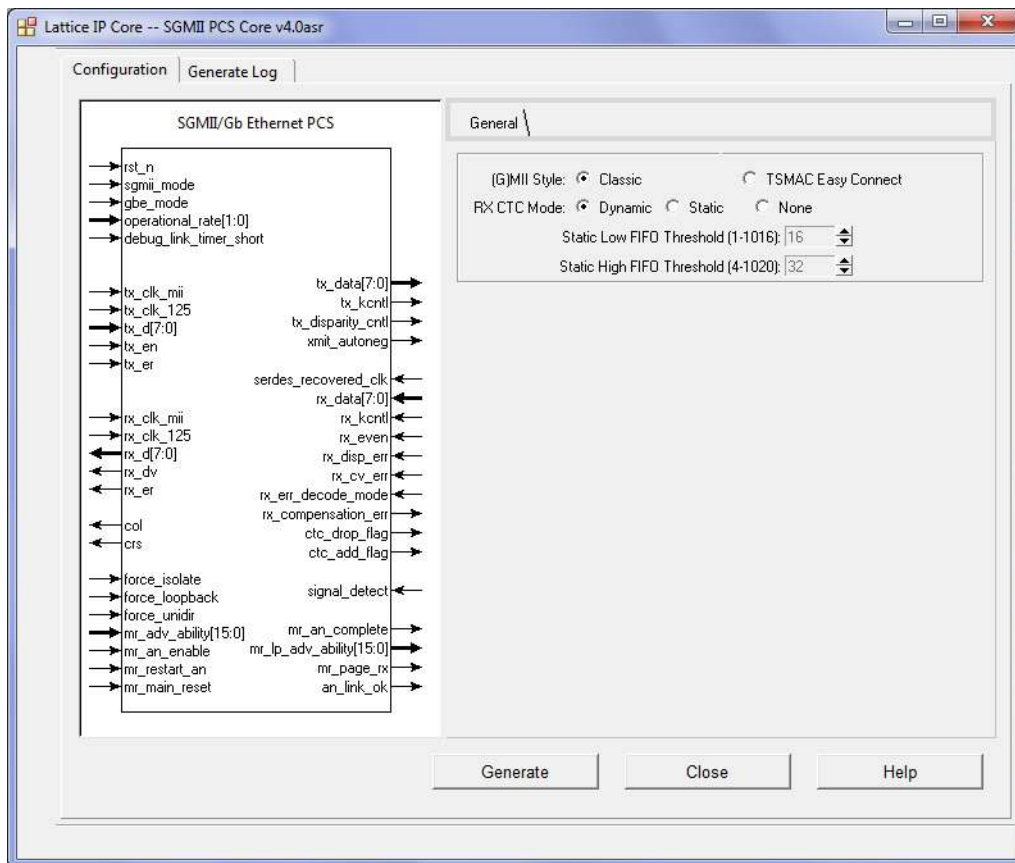 Lattice IP Core -- SGMII PCS Core v4.0asr
Configuration
Generate Log
SGMII/Gb Ethernet PCS
rst_n
sgmii_mode
gbe_mode
operational_rate[1:0]
debug_link_timer_short
tx_clk_mii
tx_clk_125
tx_d[7:0]
tx_en
tx_er
rx_clk_mii
rx_clk_125
rx_d[7:0]
rx_dv
rx_er
col
crs
force_isolate
force_loopback
force_unidir
mr_adv_ability[15:0]
mr_an_enable
mr_restart_an
mr_main_reset
tx_data[7:0]
tx_kcntl
tx_disparity_cntl
xmit_autoneg
serdes_recovered_clk
rx_data[7:0]
rx_kcntl
rx_even
rx_disp_err
rx_cv_err
rx_err_decode_mode
rx_compensation_err
ctc_drop_flag
ctc_add_flag
signal_detect
mr_an_complete
mr_lp_adv_ability[15:0]
mr_page_rx
an_link_ok
General
(G)MII Style: Classic TSMAC Easy Connect
RX CTC Mode: Dynamic Static None
Static Low FIFO Threshold (1-1016): 16
Static High FIFO Threshold (4-1020): 32
Generate
Close
Help